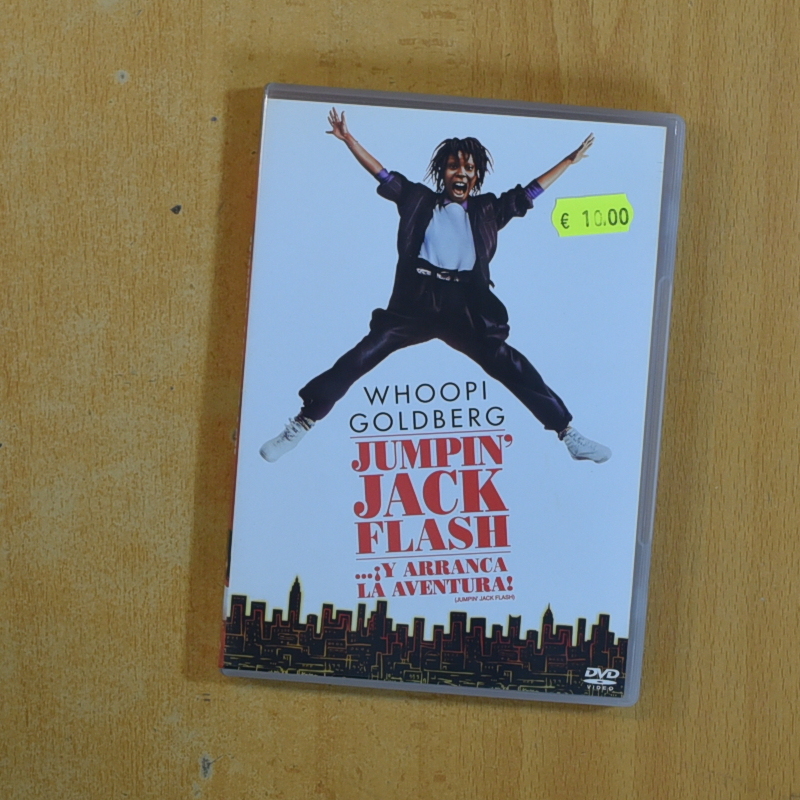 € 10.00
WHOOPI
GOLDBERG
JUMPIN'
JACK
FLASH
...¡Y ARRANCA
LA AVENTURA!
(JUMPIN' JACK FLASH)
DVD
VIDEO